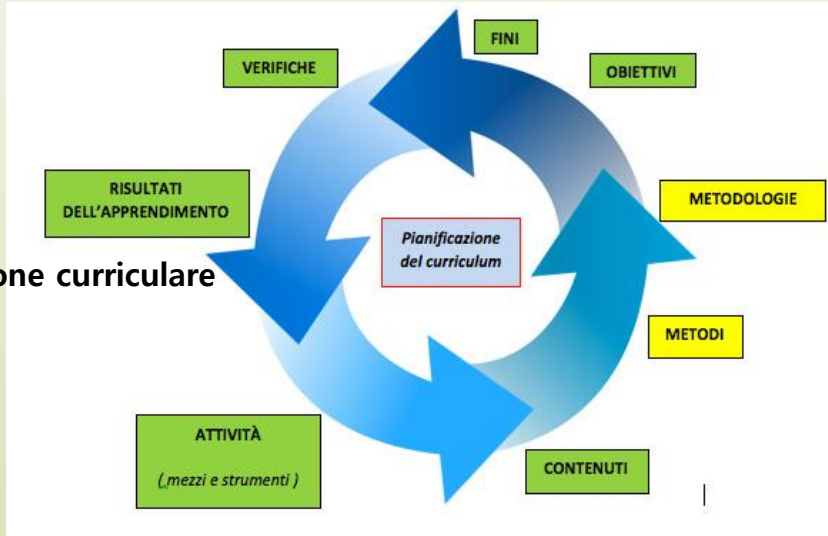 FINI
VERIFICHE
OBIETTIVI
RISULTATI
DELL'APPRENDIMENTO
METODOLOGIE
Pianificazione
del curriculum
one curriculare
METODI
ATTIVITÀ
( mezzi e strumenti )
CONTENUTI